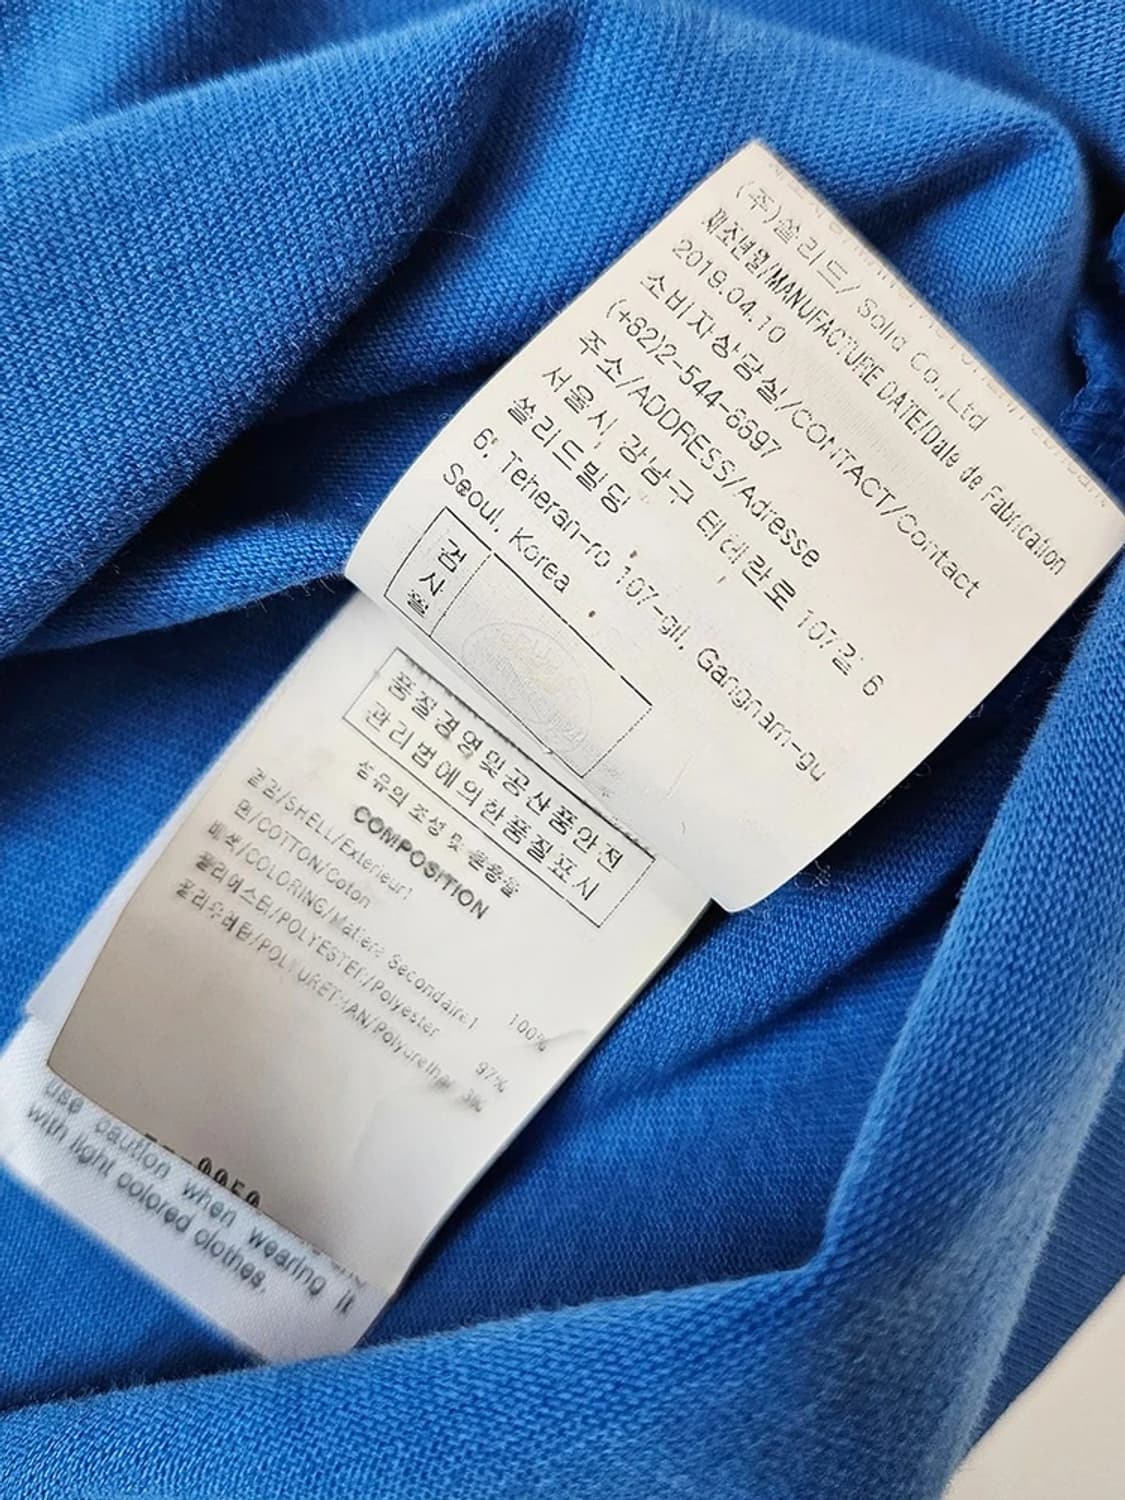 (주)쏠리드/ Solid Co.,Ltd
제조년월/MANUFACTURE DATE/Date de Fabrication
2019.04.10
소비자상담실/CONTACT/Contact
(+82)2-544-6697
주소/ADDRESS/Adresse
서울시 강남구 테헤란로 107길 6
쏠리드빌딩
6, Teheran-ro 107-gil, Gangnam-gu
Seoul, Korea
검사필
품질경영및공산품안전
관리법에의한품질표시
섬유의 조성 및 혼용율
COMPOSITION
겉감/SHELL/Exterieur1
면/COTTON/Coton 100%
배색/COLORING/Matiere Secondaire1
폴리에스터/POLYESTER/Polyester 97%
폴리우레탄/POLYURETHAN/Polyurethan 3%
use caution when wearing it
with light colored clothes.